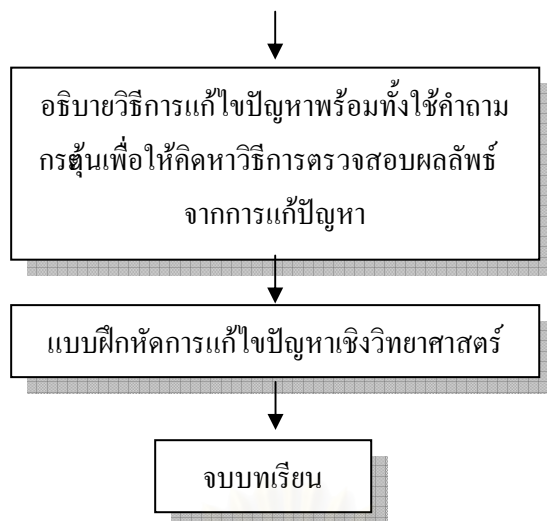 อธิบายวิธีการแก้ไขปัญหาพร้อมทั้งใช้คำถาม
กระตุ้นเพื่อให้คิดหาวิธีการตรวจสอบผลลัพธ์
จากการแก้ปัญหา
แบบฝึกหัดการแก้ไขปัญหาเชิงวิทยาศาสตร์
จบบทเรียน